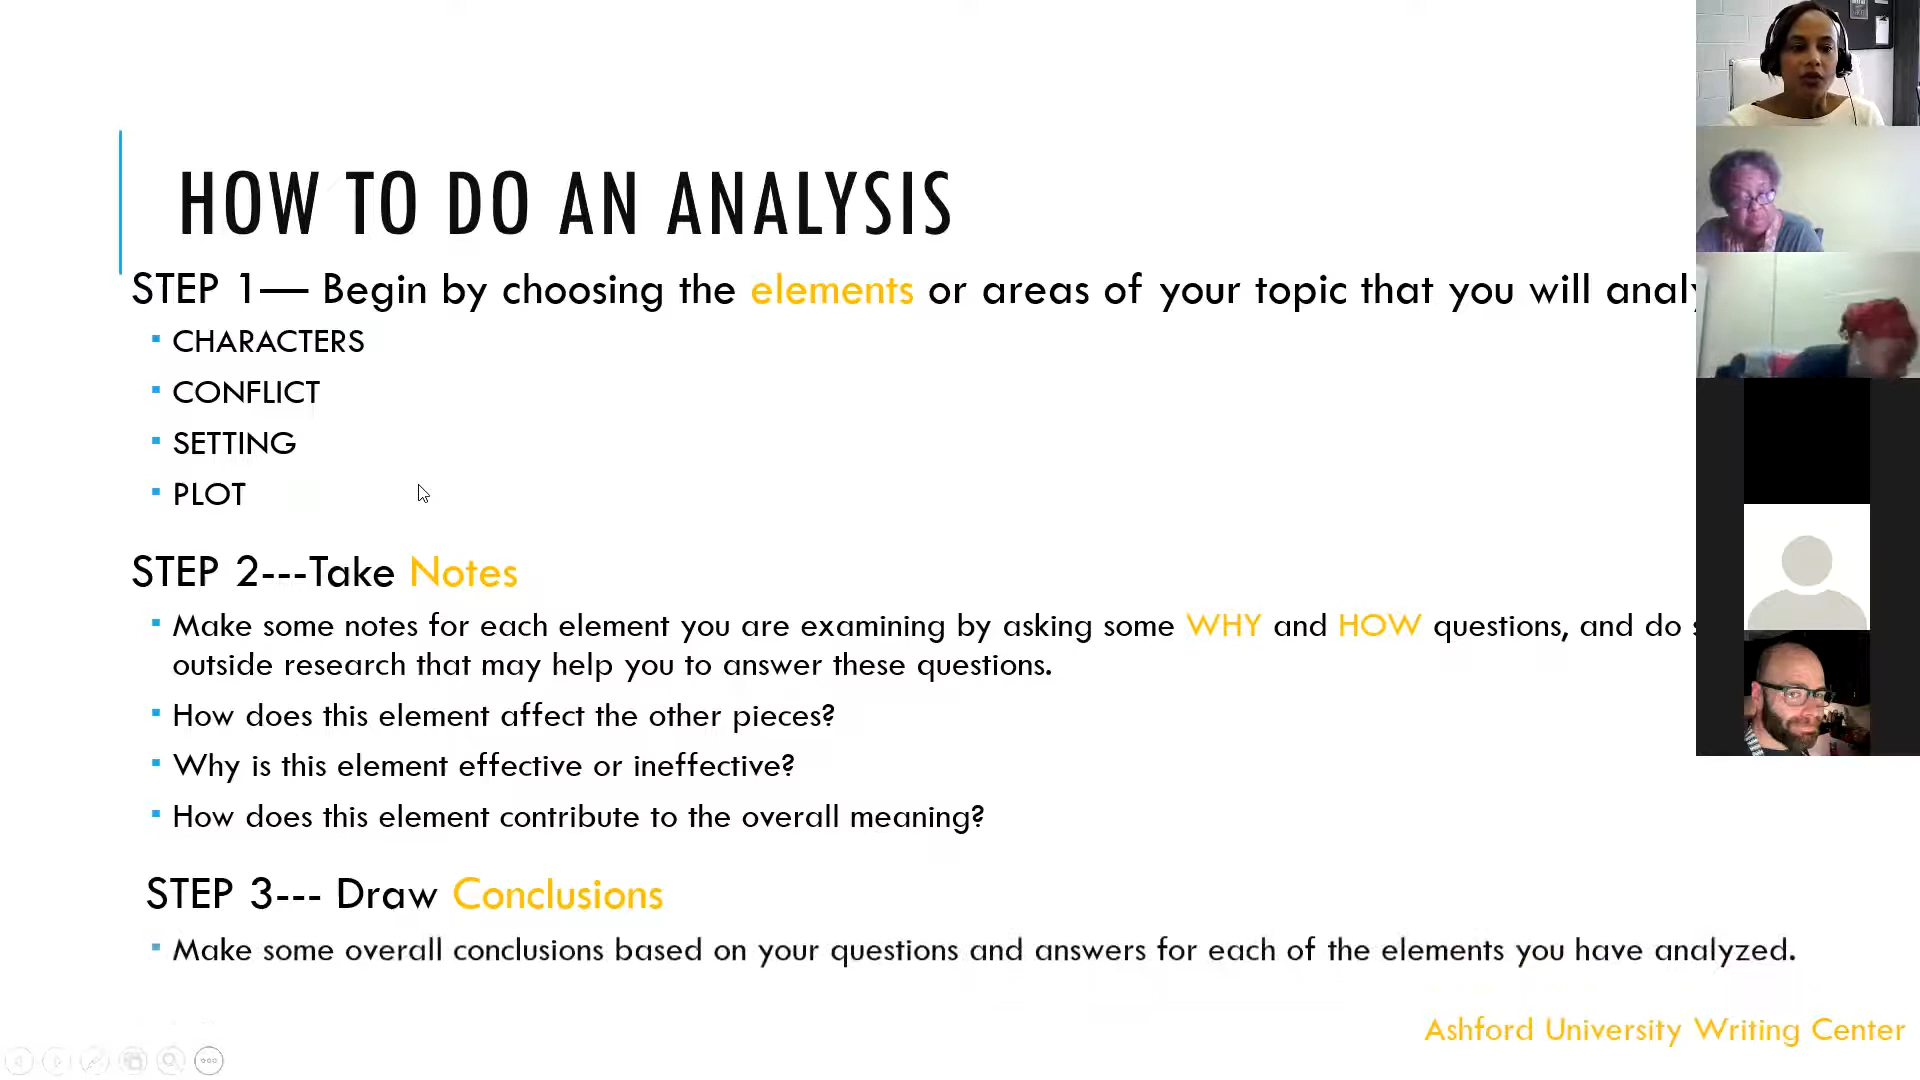 HOW TO DO AN ANALYSIS
STEP 1— Begin by choosing the elements or areas of your topic that you will
CHARACTERS
CONFLICT
SETTING
PLOT
STEP 2---Take Notes
Make some notes for each element you are examining by asking some WHY and HOW questions, and do
outside research that may help you to answer these questions.
How does this element affect the other pieces?
Why is this element effective or ineffective?
How does this element contribute to the overall meaning?
STEP 3--- Draw Conclusions
Make some overall conclusions based on your questions and answers for each of the elements you have analyzed.
Ashford University Writing Center